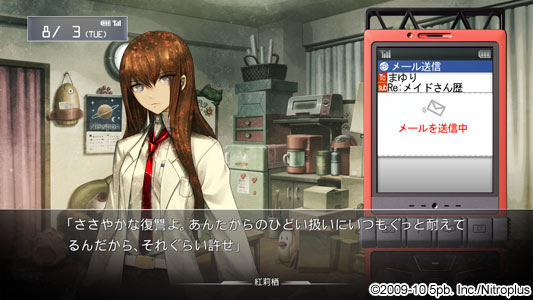 8/ 3 (TUE)
メール送信
To まゆり
Re:メイドさん歴
メールを送信中
「ささやかな復讐よ。あんたからのひどい扱いにいつもぐっと耐えて
るんだから、それぐらい許せ」
紅莉栖
©2009-10 5pb. Inc./Nitroplus